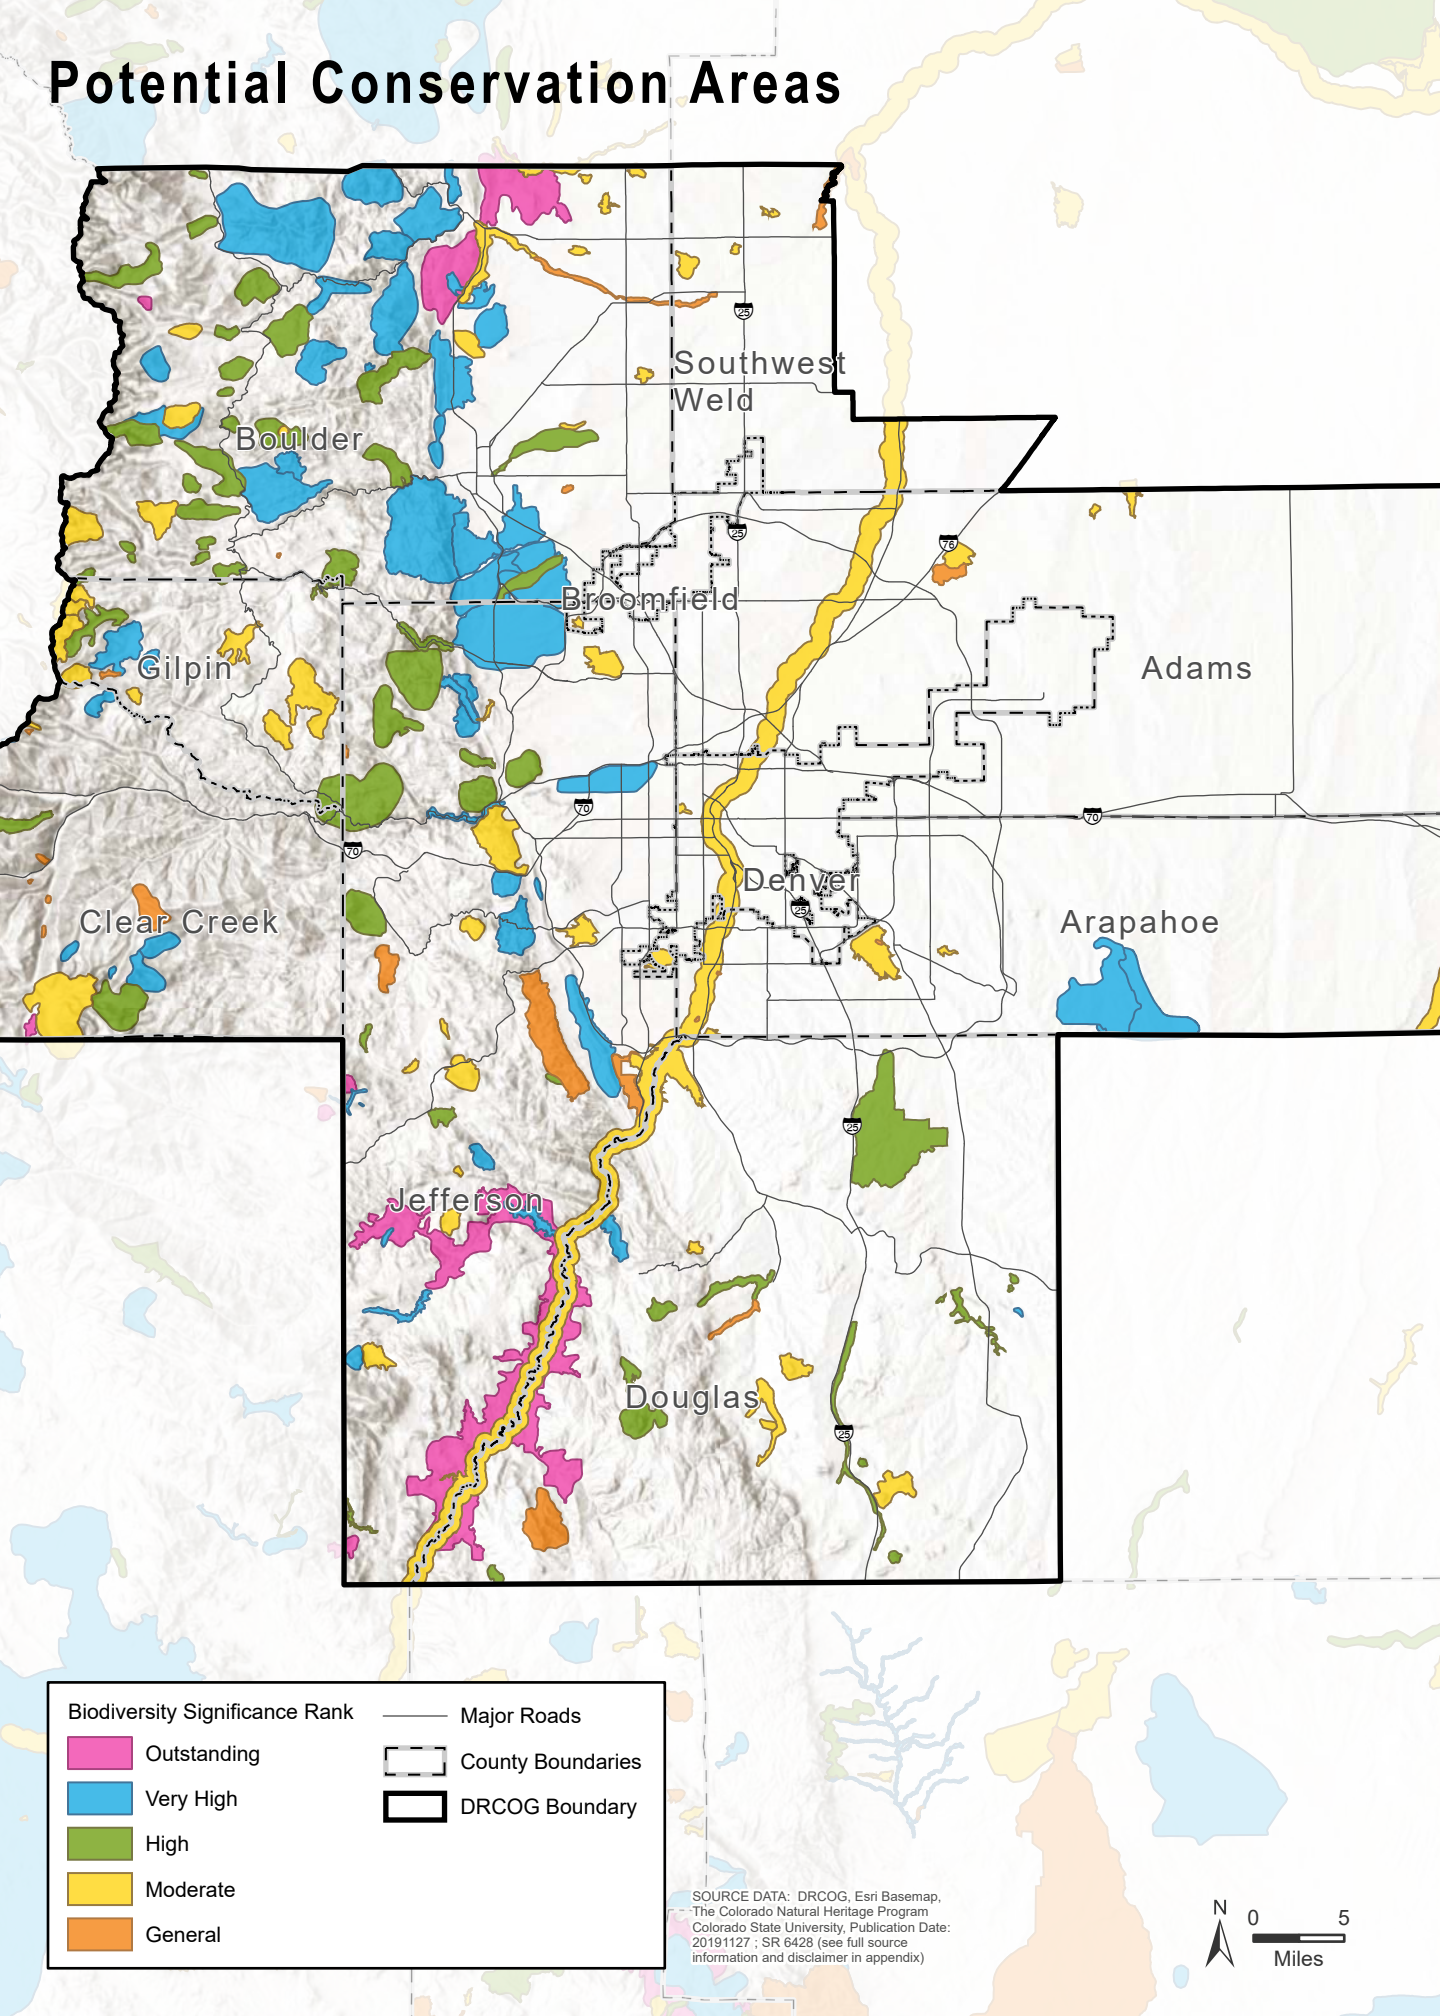 Potential Conservation Areas
25
Southwest
Weld
Boulder
25
76
Broomfield
Gilpin
Adams
70
70
70
Denver
25
Clear Creek
Arapahoe
25
Jefferson
Douglas
25
Biodiversity Significance Rank
Outstanding
Very High
High
Moderate
General
Major Roads
County Boundaries
DRCOG Boundary
SOURCE DATA: DRCOG, Esri Basemap,
The Colorado Natural Heritage Program
Colorado State University, Publication Date:
20191127 ; SR 6428 (see full source
information and disclaimer in appendix)
N
0 5
Miles